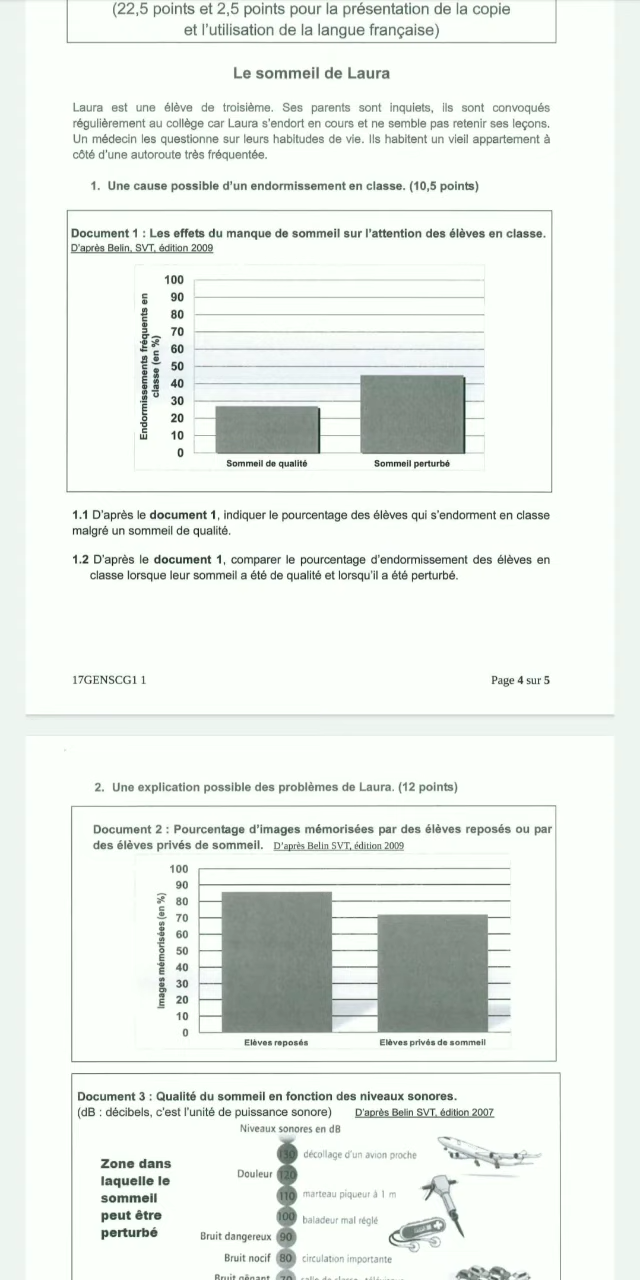 (22,5 points et 2,5 points pour la présentation de la copie
et l'utilisation de la langue française)
Le sommeil de Laura
Laura est une élève de troisième. Ses parents sont inquiets, ils sont convoqués
régulièrement au collège car Laura s'endort en cours et ne semble pas retenir ses leçons.
Un médecin les questionne sur leurs habitudes de vie. Ils habitent un vieil appartement à
côté d'une autoroute très fréquentée.
1. Une cause possible d'un endormissement en classe. (10,5 points)
Document 1 : Les effets du manque de sommeil sur l'attention des élèves en classe.
D'après Belin, SVT, édition 2009
Endormissements fréquents en
classe (en %)
100
90
80
70
60
50
40
30
20
10
0
Sommeil de qualité
Sommeil perturbé
1.1 D'après le document 1, indiquer le pourcentage des élèves qui s'endorment en classe
malgré un sommeil de qualité.
1.2 D'après le document 1, comparer le pourcentage d'endormissement des élèves en
classe lorsque leur sommeil a été de qualité et lorsqu'il a été perturbé.
17GENSCG1 1
Page 4 sur 5
2. Une explication possible des problèmes de Laura. (12 points)
Document 2 : Pourcentage d'images mémorisées par des élèves reposés ou par
des élèves privés de sommeil. D'après Belin SVT, édition 2009
Images mémorisées (en %)
100
90
80
70
60
50
40
30
20
10
0
Elèves reposés
Elèves privés de sommeil
Document 3 : Qualité du sommeil en fonction des niveaux sonores.
(dB : décibels, c'est l'unité de puissance sonore) D'après Belin SVT, édition 2007
Niveaux sonores en dB
Zone dans
laquelle le
sommeil
peut être
perturbé
130 décollage d'un avion proche
Douleur 120
110 marteau piqueur à 1 m
100 baladeur mal réglé
Bruit dangereux 90
Bruit nocif 80 circulation importante
Bruit gênant 70